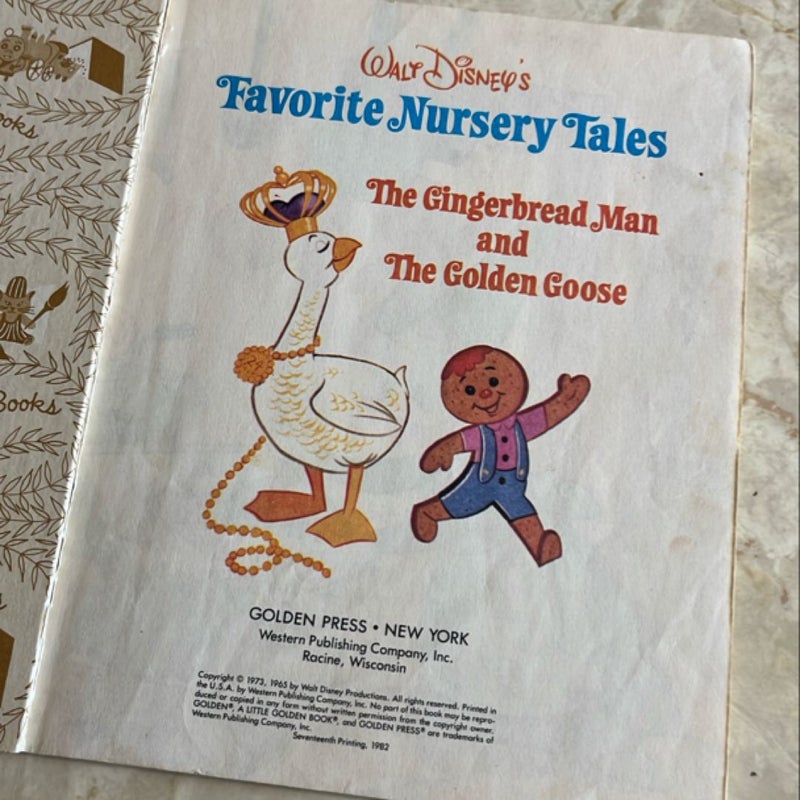 Walt Disney's
Favorite Nursery Tales
The Gingerbread Man
and
The Golden Goose
GOLDEN PRESS • NEW YORK
Western Publishing Company, Inc.
Racine, Wisconsin
Copyright © 1973, 1965 by Walt Disney Productions. All rights reserved. Printed in
the U.S.A. by Western Publishing Company, Inc. No part of this book may be repro-
duced or copied in any form without written permission from the copyright owner.
GOLDEN®, A LITTLE GOLDEN BOOK®, and GOLDEN PRESS® are trademarks of
Western Publishing Company, Inc.
Seventeenth Printing, 1982
Books